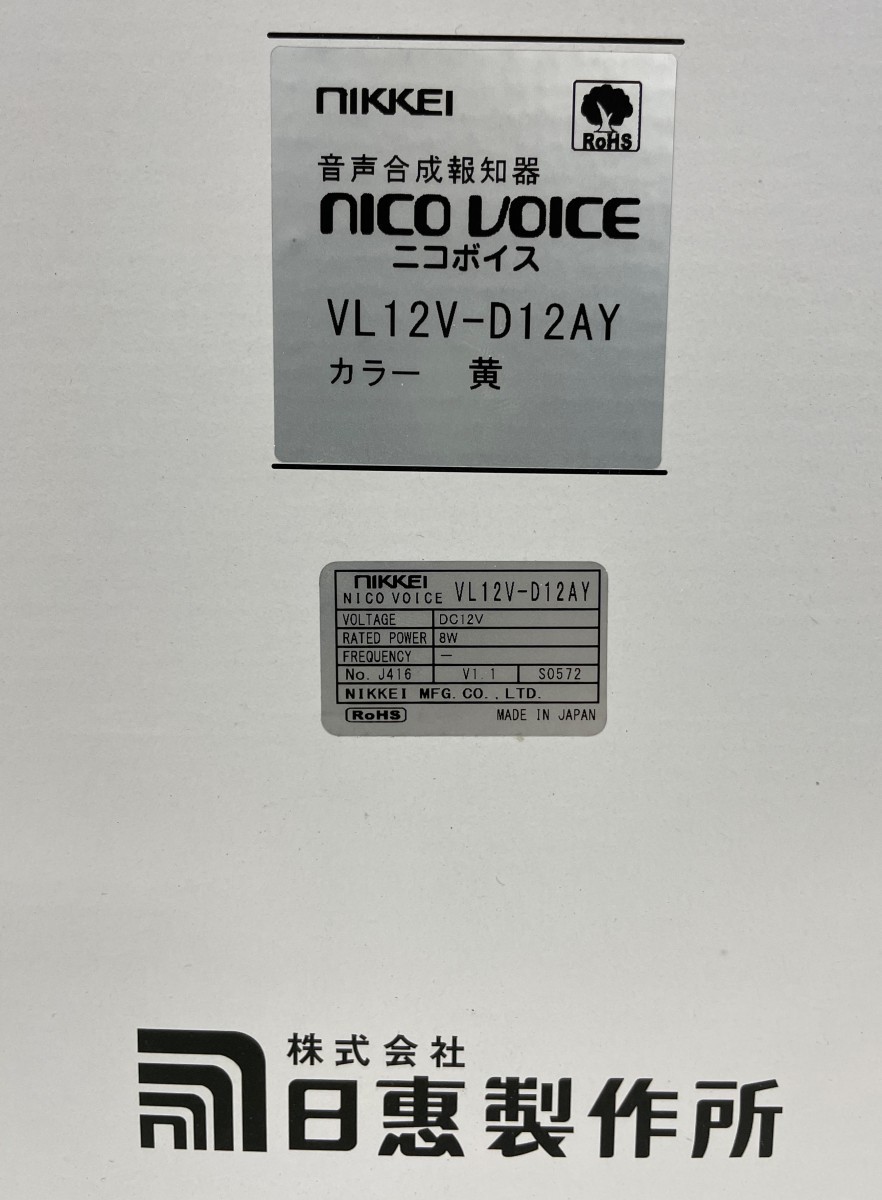 NIKKEI
RoHS
音声合成報知器
NICO VOICE
ニコボイス
VL12V-D12AY
カラー 黄
NIKKEI
NICO VOICE VL12V-D12AY
VOLTAGE DC12V
RATED POWER 8W
FREQUENCY —
No. J416 V1.1 S0572
NIKKEI MFG.CO.,LTD.
RoHS MADE IN JAPAN
株式会社
日惠製作所